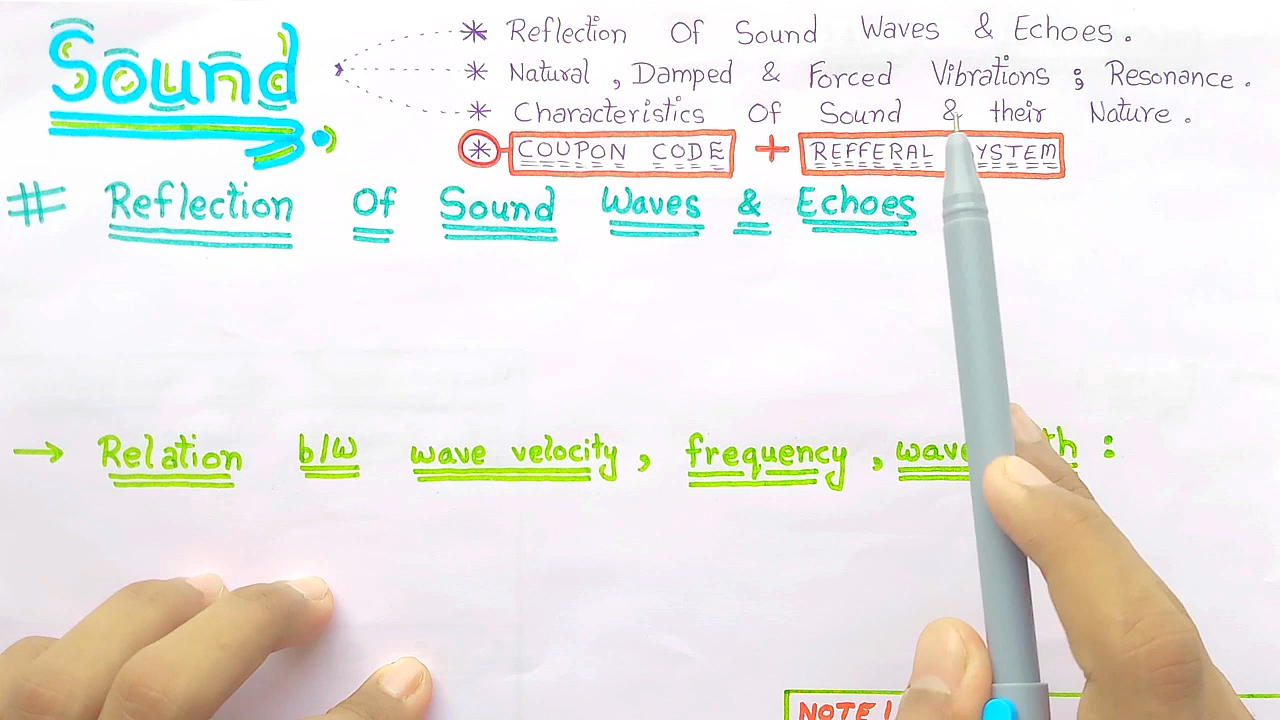 Sound
* Reflection Of Sound Waves & Echoes.
* Natural, Damped & Forced Vibrations ; Resonance.
* Characteristics Of Sound & their Nature.
* COUPON CODE + REFFERAL
# Reflection Of Sound Waves & Echoes
→ Relation b/w wave velocity, frequency, :
NOTE!